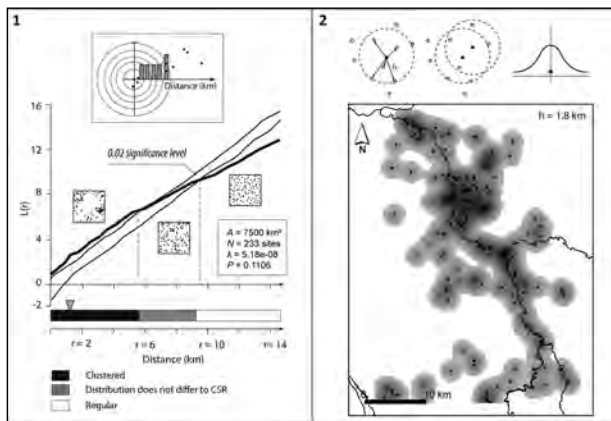 1
Distance (km)
16
12
8
4
0
-2
L(r)
0.02 significance level
A = 7500 km²
N = 233 sites
λ = 5.18e-08
P = 0.1106
r = 2
r = 6
r = 10
r = 14
Distance (km)
Clustered
Distribution does not differ to CSR
Regular
2
h = 1.8 km
N
0
10 km